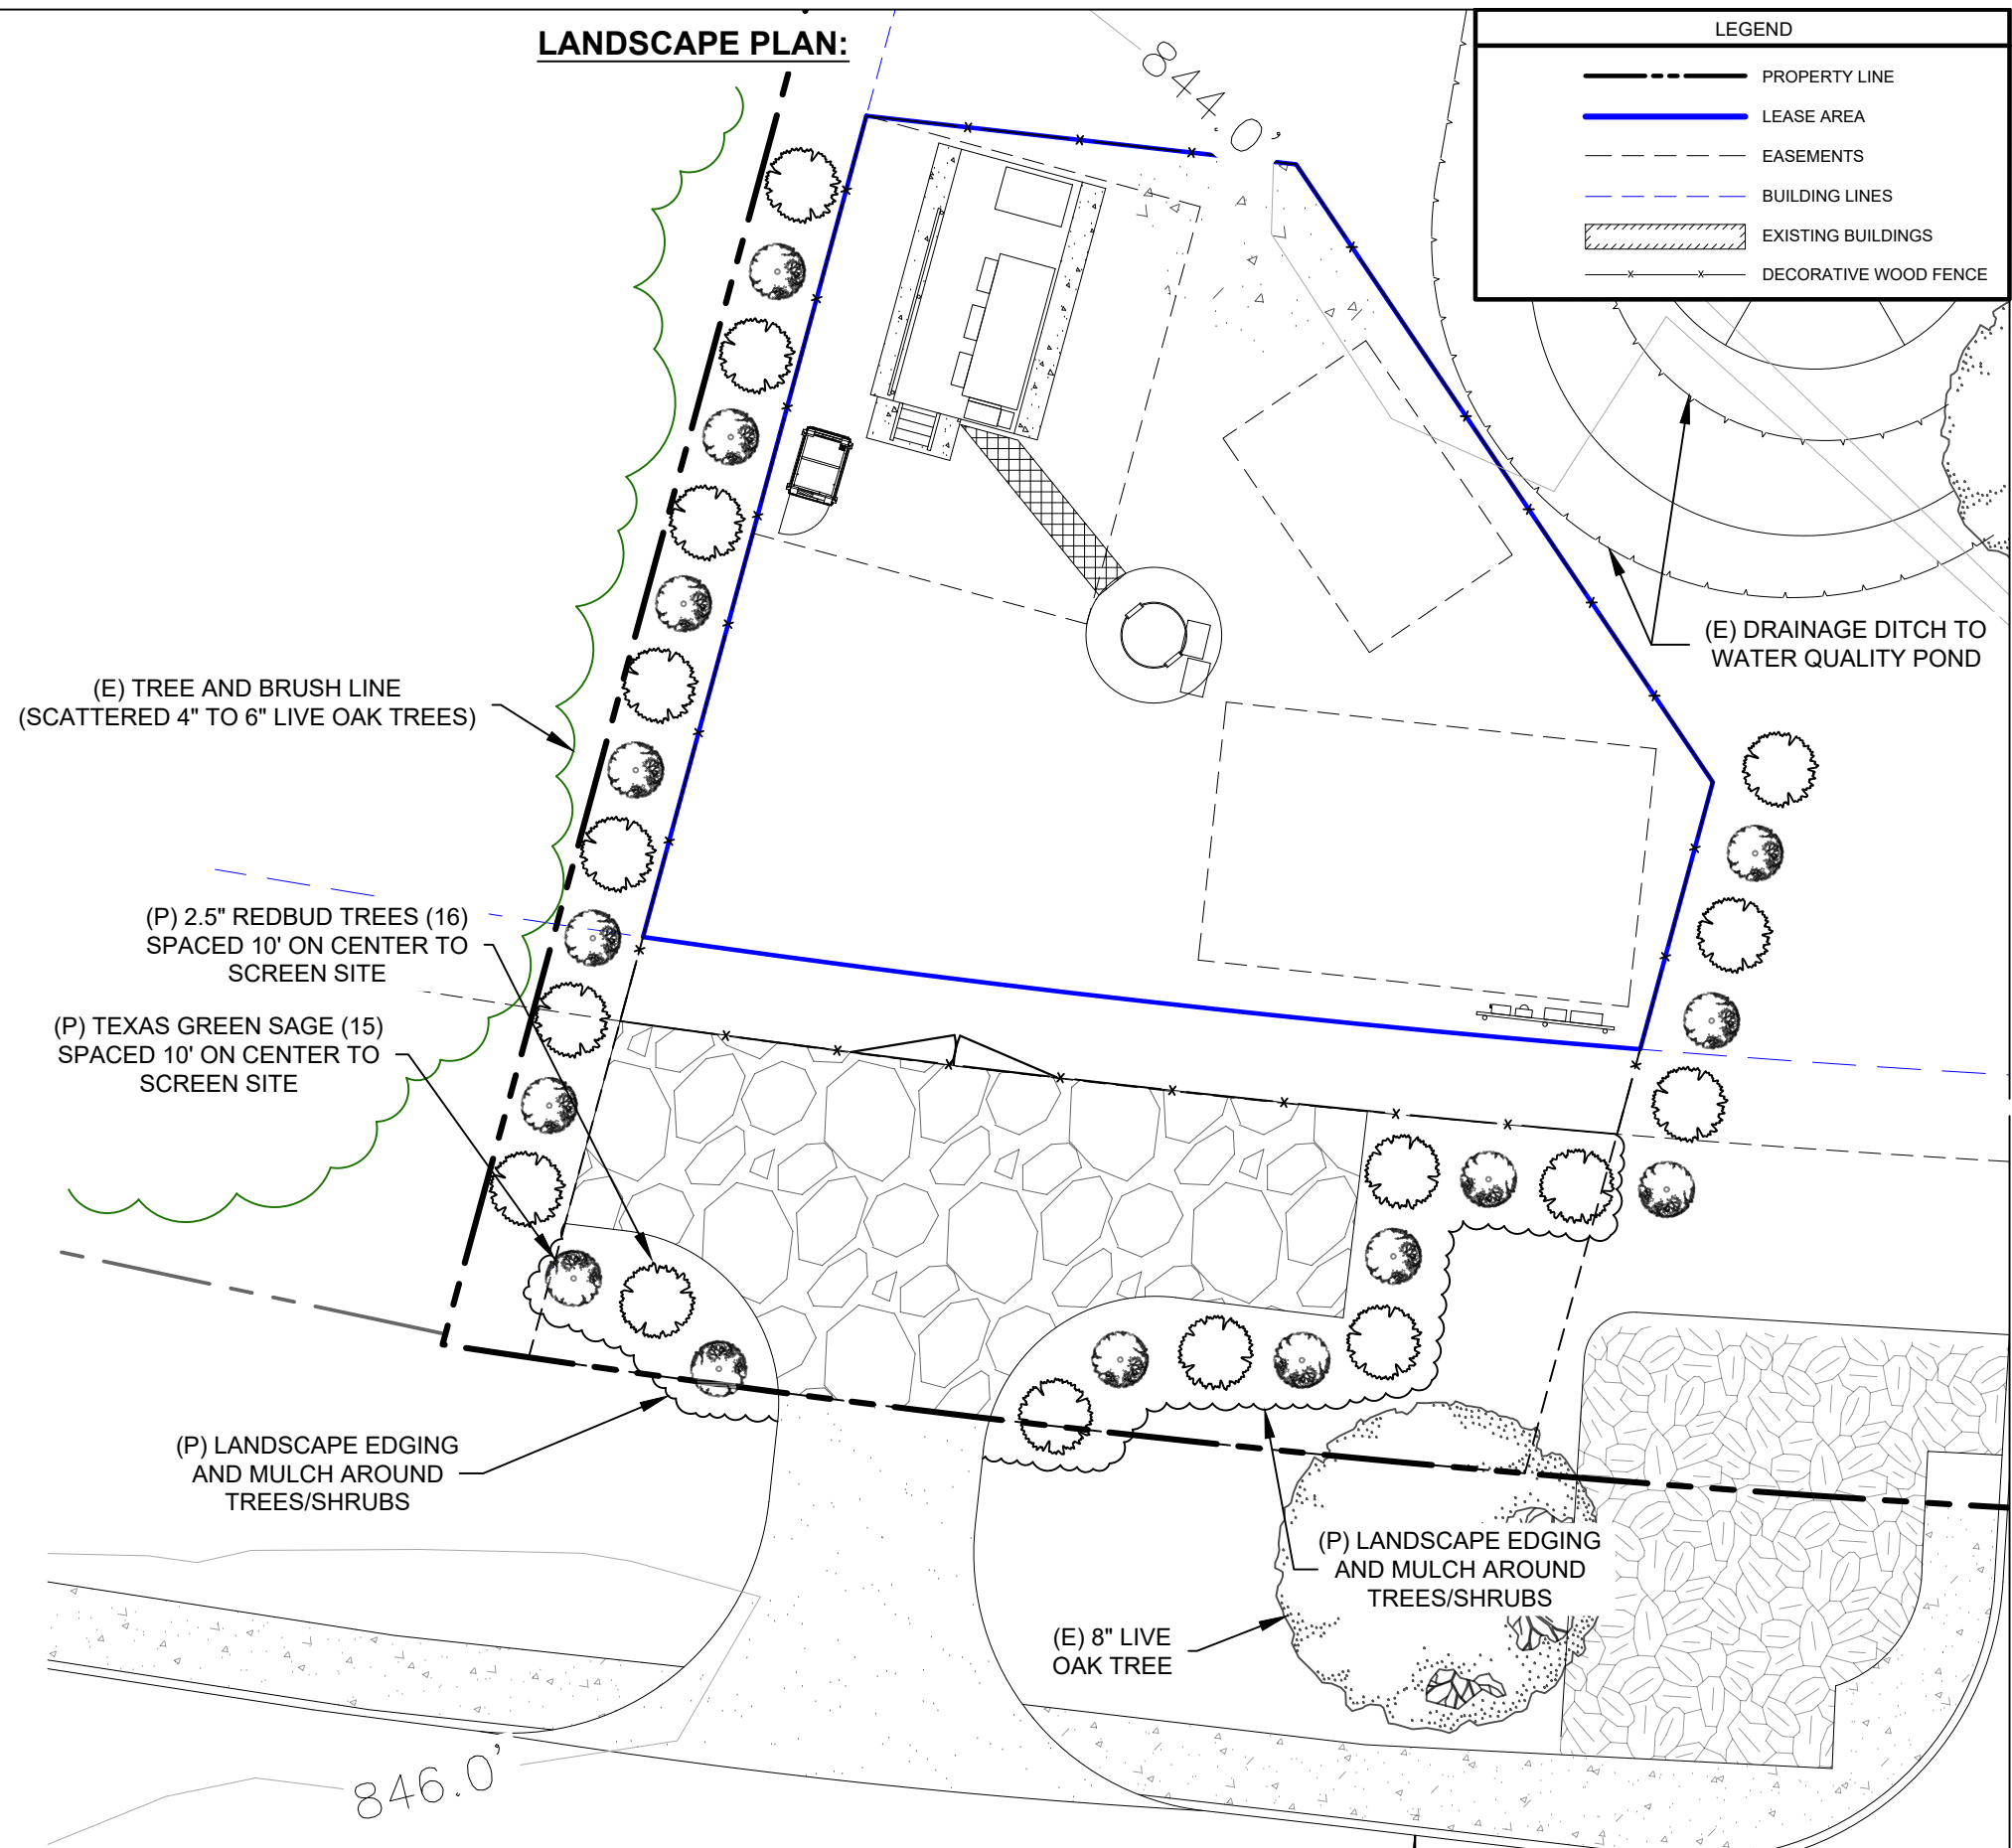 LANDSCAPE PLAN:
844.0'
LEGEND
PROPERTY LINE
LEASE AREA
EASEMENTS
BUILDING LINES
EXISTING BUILDINGS
DECORATIVE WOOD FENCE
(E) DRAINAGE DITCH TO
WATER QUALITY POND
(E) TREE AND BRUSH LINE
(SCATTERED 4" TO 6" LIVE OAK TREES)
(P) 2.5" REDBUD TREES (16)
SPACED 10' ON CENTER TO
SCREEN SITE
(P) TEXAS GREEN SAGE (15)
SPACED 10' ON CENTER TO
SCREEN SITE
(P) LANDSCAPE EDGING
AND MULCH AROUND
TREES/SHRUBS
(P) LANDSCAPE EDGING
AND MULCH AROUND
TREES/SHRUBS
(E) 8" LIVE
OAK TREE
846.0'